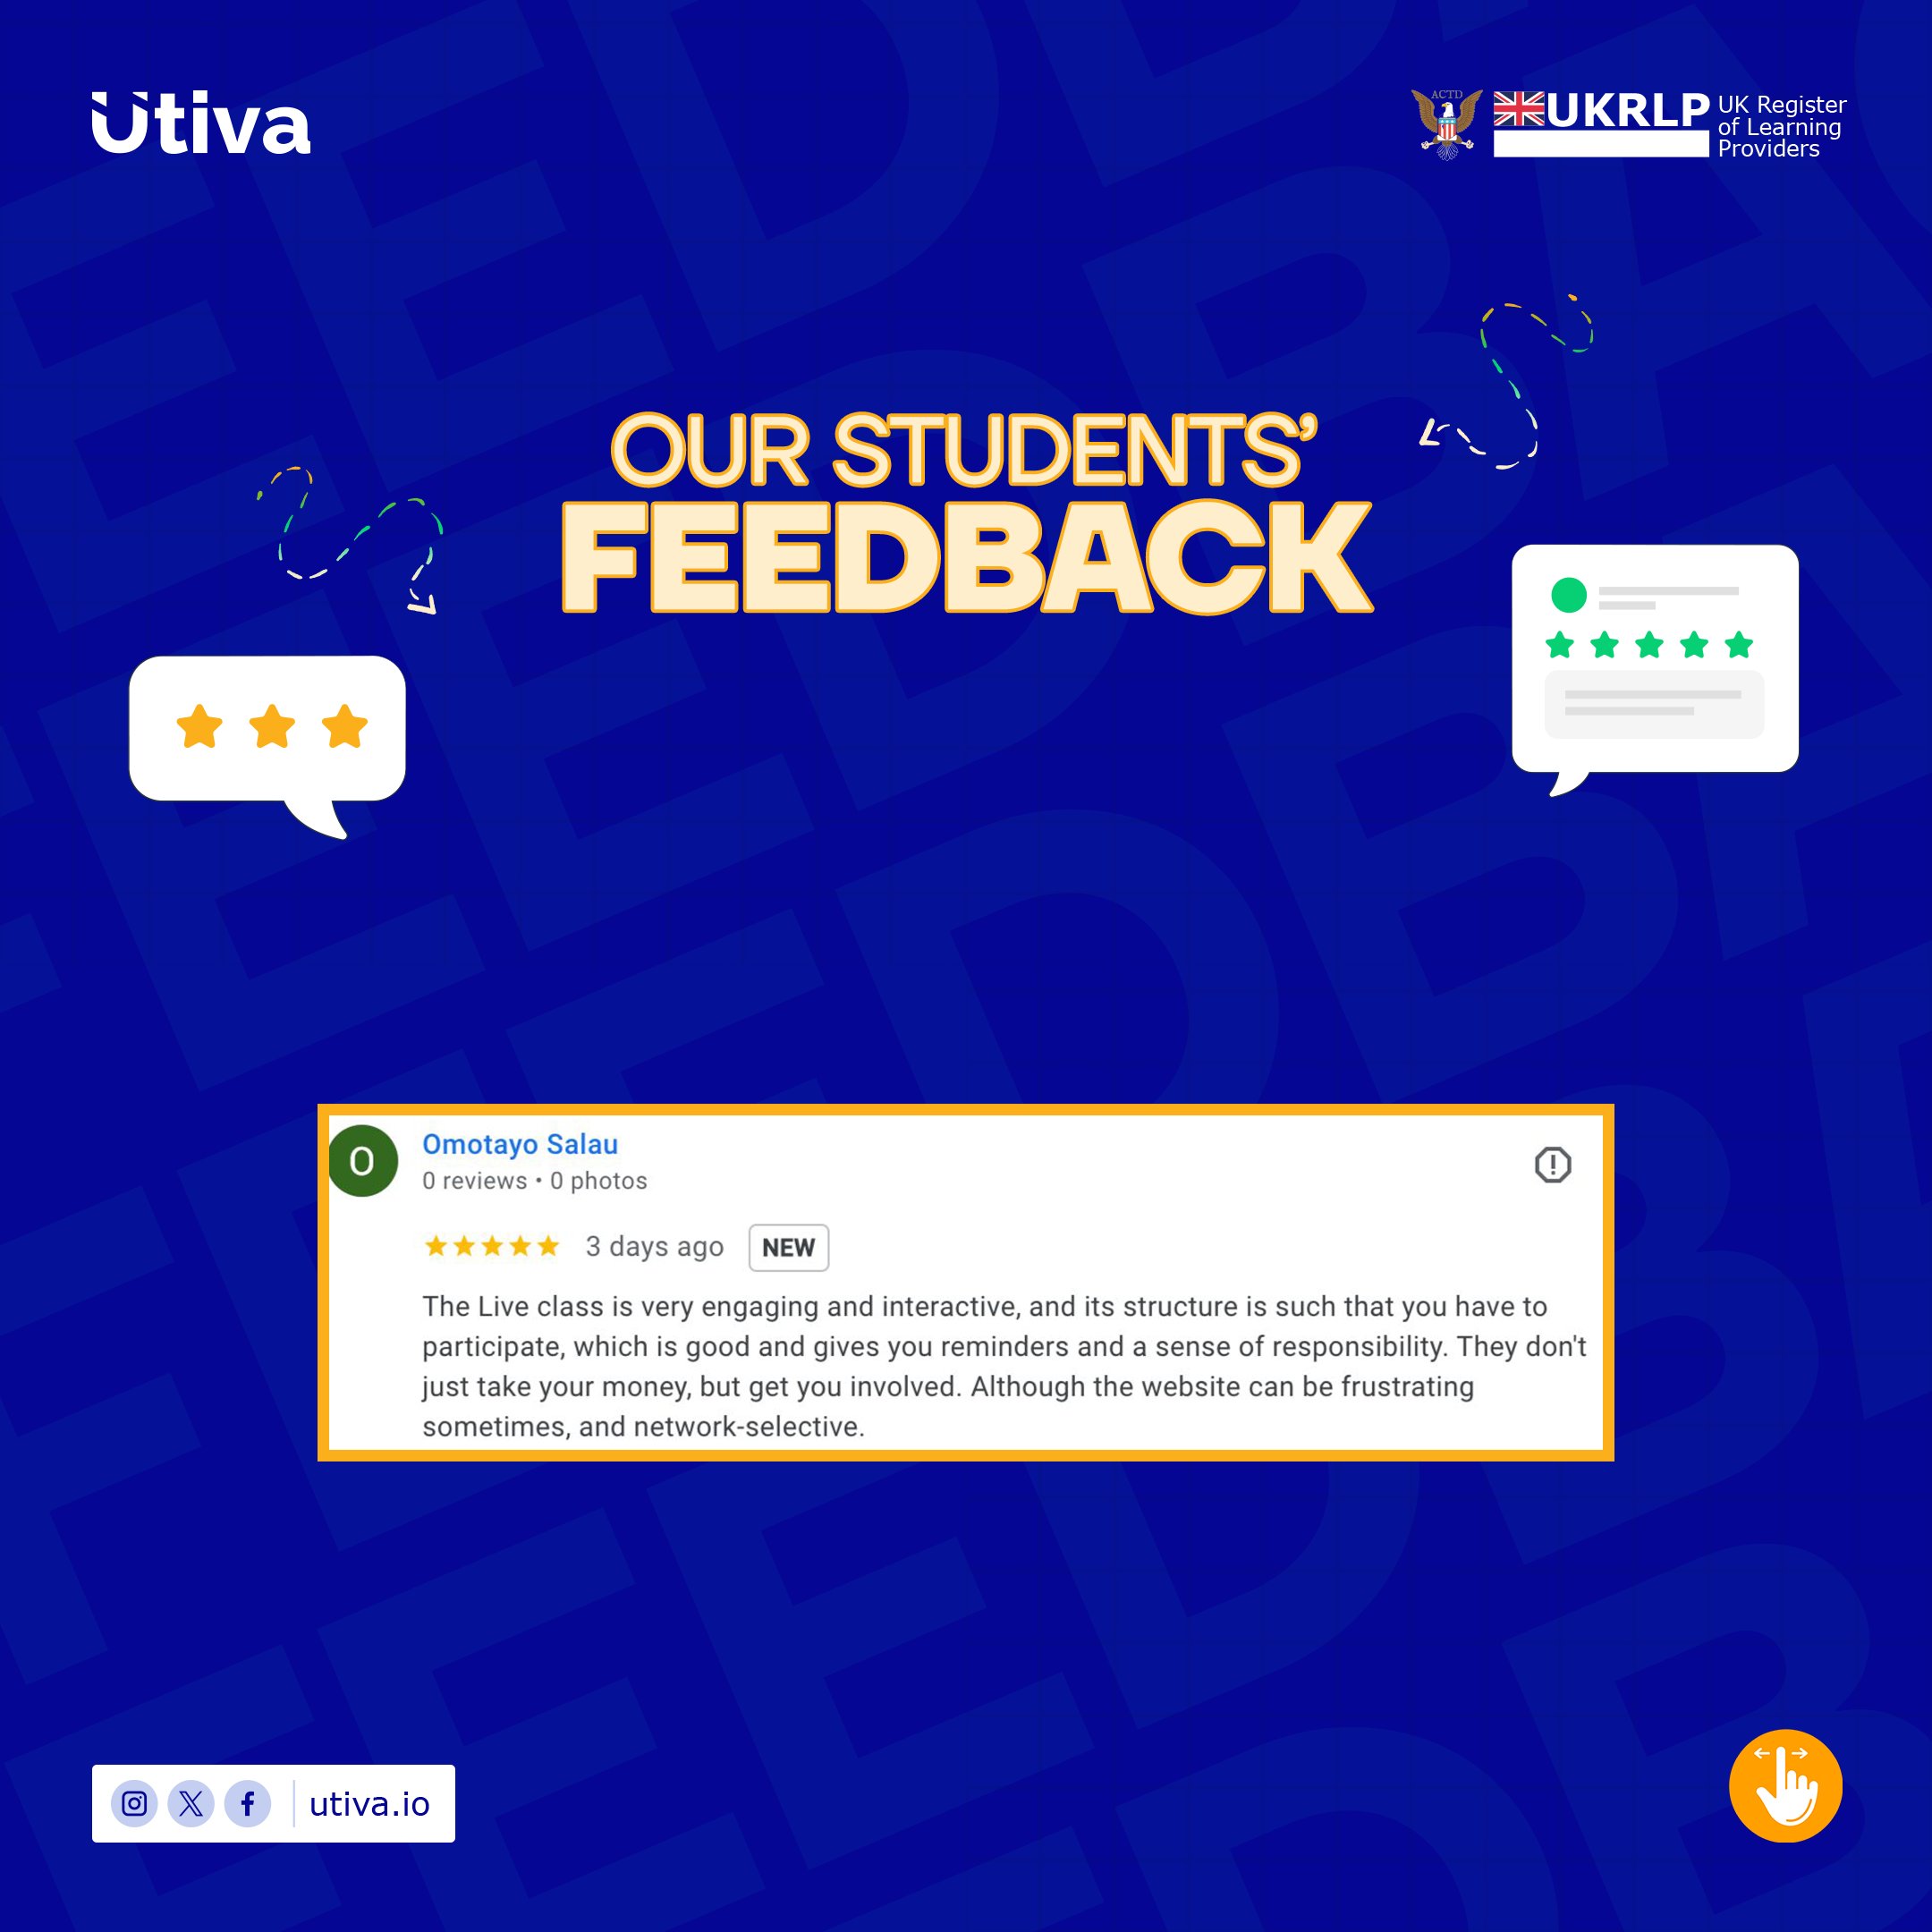 Utiva
ACTD
UKRLP
UK Register
of Learning
Providers
OUR STUDENTS’
FEEDBACK
O
Omotayo Salau
0 reviews • 0 photos
3 days ago
NEW
The Live class is very engaging and interactive, and its structure is such that you have to
participate, which is good and gives you reminders and a sense of responsibility. They don't
just take your money, but get you involved. Although the website can be frustrating
sometimes, and network-selective.
utiva.io